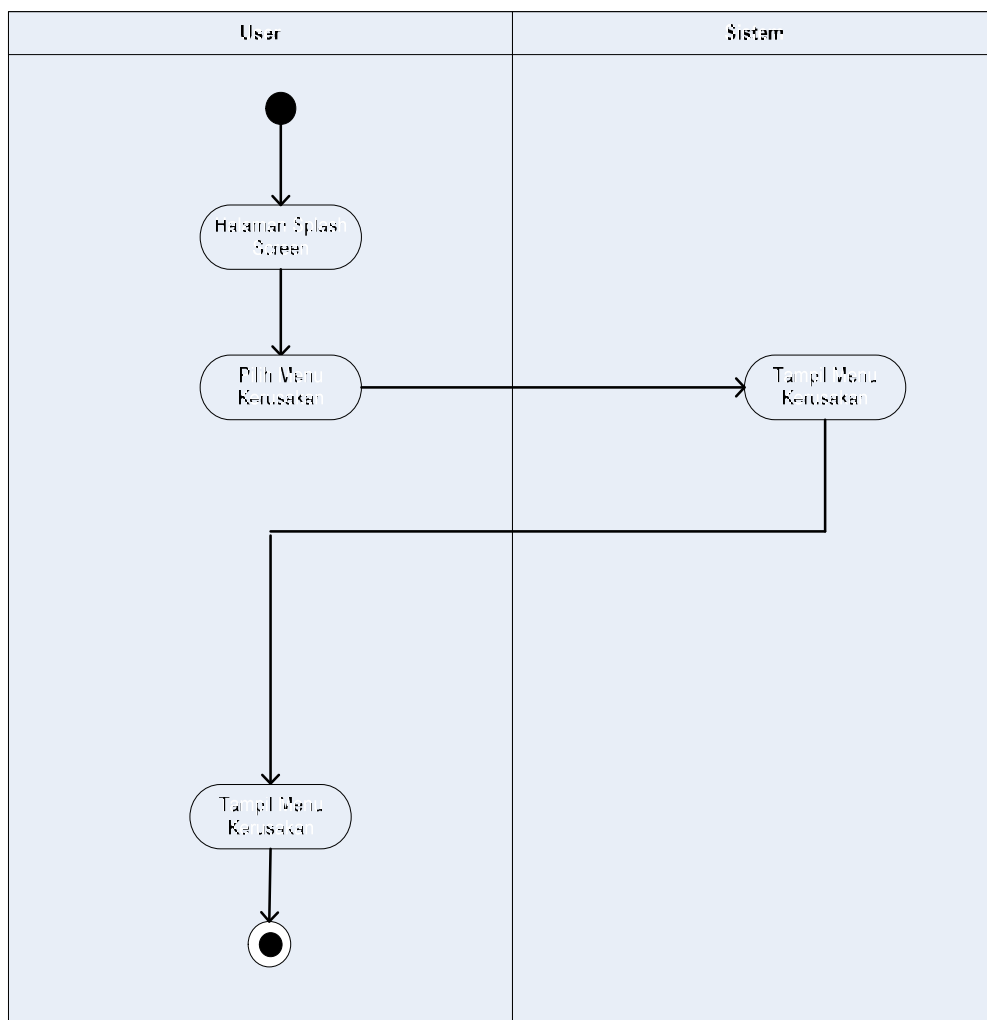 User
Sistem
Halaman Splash
Screen
Pilih Menu
Kerusakan
Tampil Menu
Kerusakan
Tampil Menu
Kerusakan